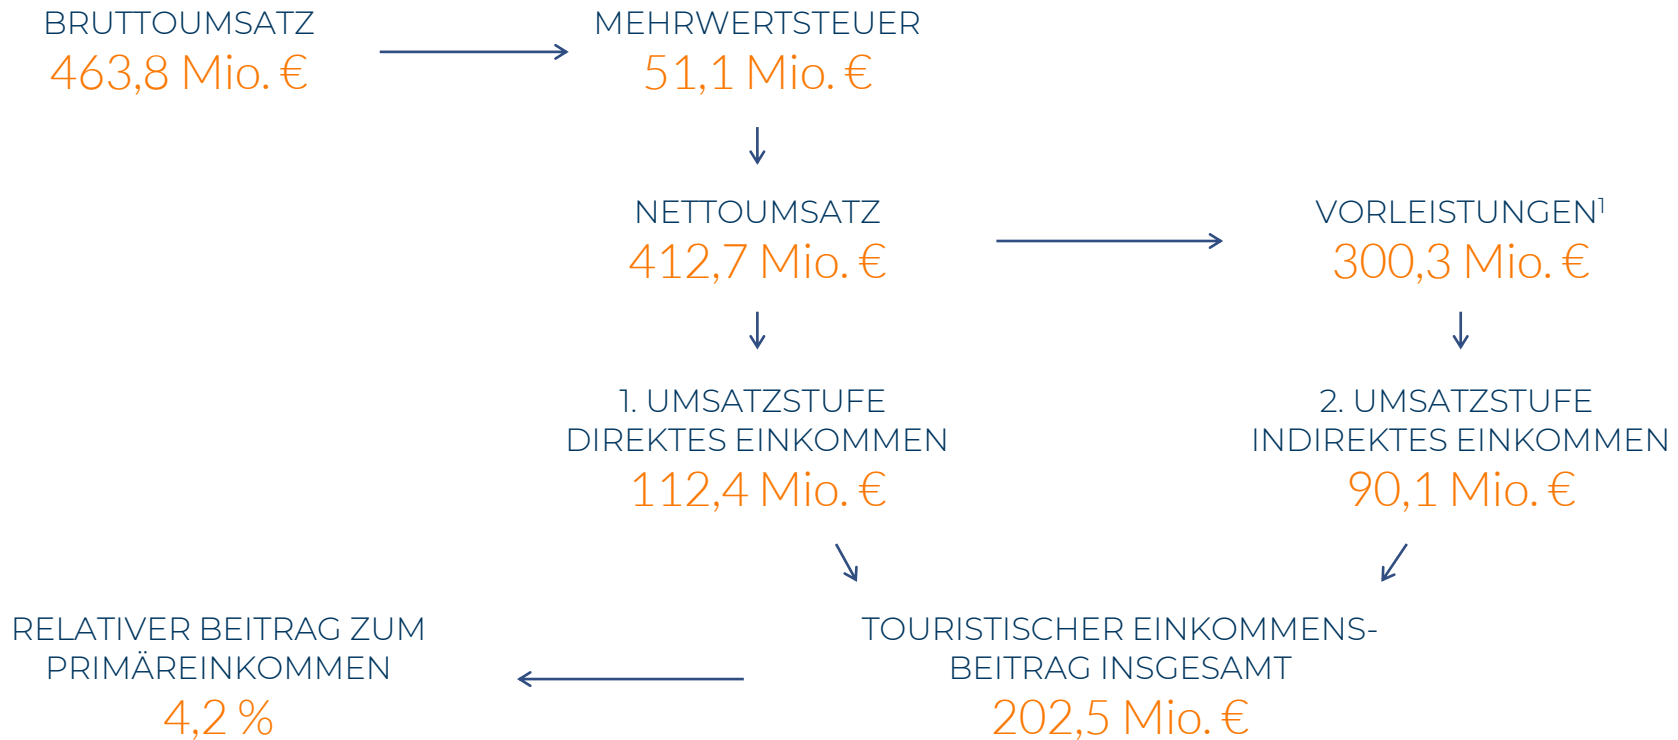 BRUTTOUMSATZ
463,8 Mio. €
MEHRWERTSTEUER
51,1 Mio. €
NETTOUMSATZ
412,7 Mio. €
VORLEISTUNGEN¹
300,3 Mio. €
1. UMSATZSTUFE
DIREKTES EINKOMMEN
112,4 Mio. €
2. UMSATZSTUFE
INDIREKTES EINKOMMEN
90,1 Mio. €
RELATIVER BEITRAG ZUM
PRIMÄREINKOMMEN
4,2 %
TOURISTISCHER EINKOMMENS-
BEITRAG INSGESAMT
202,5 Mio. €